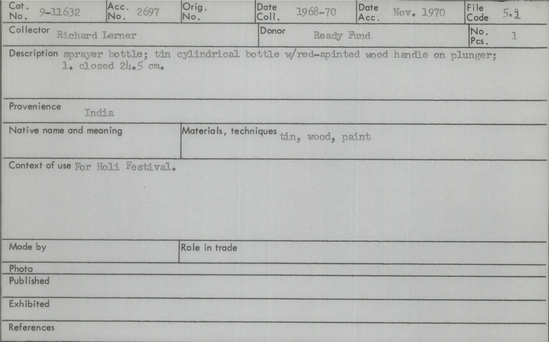 Cat. No. 9-11632 Acc. No. 2697 Orig. No. Date Coll. 1968-70 Date Acc. Nov. 1970 File Code 5.1
Collector Richard Lerner Donor Ready Fund No. Pcs. 1
Description sprayer bottle; tin cylindrical bottle w/red-apinted wood handle on plunger;
l. closed 24.5 cm.
Provenience India
Native name and meaning Materials, techniques tin, wood, paint
Context of use For Holi Festival.
Made by Role in trade
Photo
Published
Exhibited
References